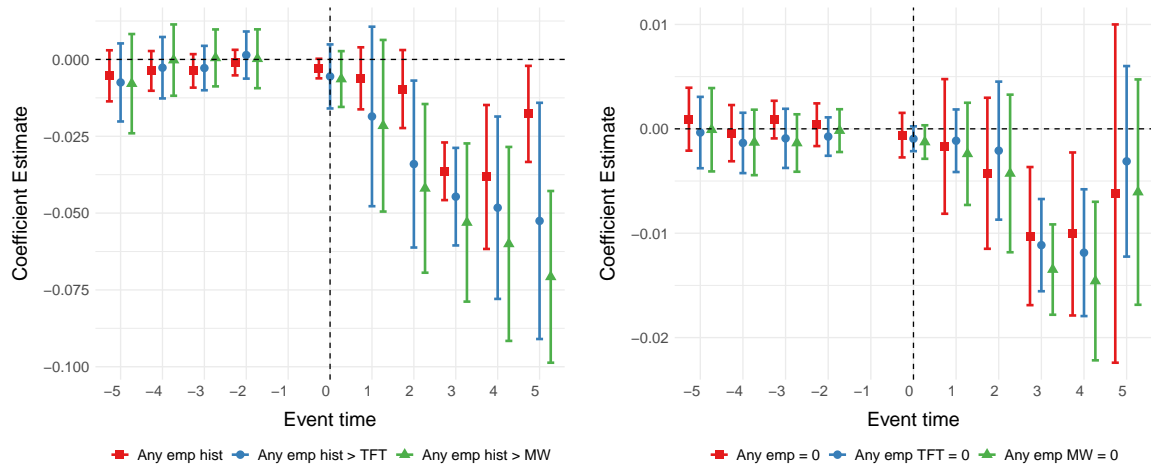 0.000
−0.025
−0.050
−0.075
−0.100
Coefficient Estimate
−5 −4 −3 −2 −1 0 1 2 3 4 5
Event time
Any emp hist Any emp hist > TFT Any emp hist > MW
0.01
0.00
−0.01
−0.02
Coefficient Estimate
−5 −4 −3 −2 −1 0 1 2 3 4 5
Event time
Any emp = 0 Any emp TFT = 0 Any emp MW = 0